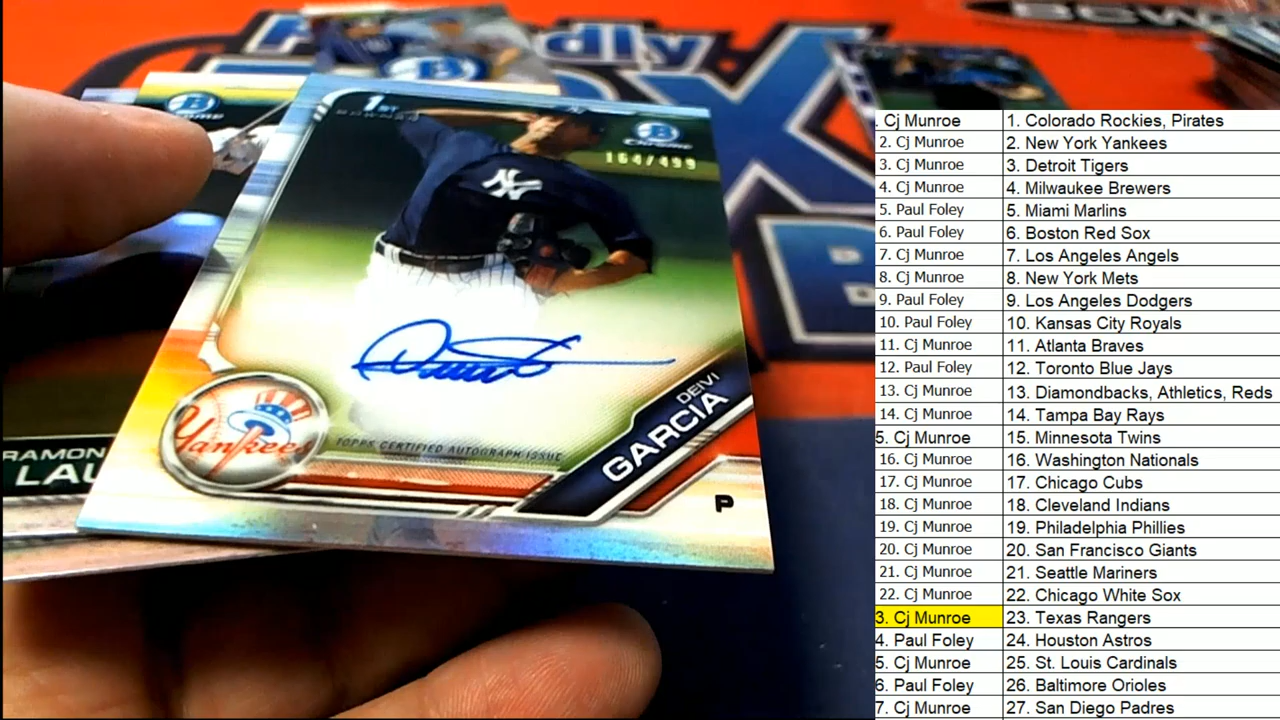 dly
BCW
1ST
BOWMAN
CHROME
164/499
NY
Yankees
TOPPS CERTIFIED AUTOGRAPH ISSUE
DEIVI
GARCIA
P
RAMON
LAU
. Cj Munroe 1. Colorado Rockies, Pirates
2. Cj Munroe 2. New York Yankees
3. Cj Munroe 3. Detroit Tigers
4. Cj Munroe 4. Milwaukee Brewers
5. Paul Foley 5. Miami Marlins
6. Paul Foley 6. Boston Red Sox
7. Cj Munroe 7. Los Angeles Angels
8. Cj Munroe 8. New York Mets
9. Paul Foley 9. Los Angeles Dodgers
10. Paul Foley 10. Kansas City Royals
11. Cj Munroe 11. Atlanta Braves
12. Paul Foley 12. Toronto Blue Jays
13. Cj Munroe 13. Diamondbacks, Athletics, Reds
14. Cj Munroe 14. Tampa Bay Rays
5. Cj Munroe 15. Minnesota Twins
16. Cj Munroe 16. Washington Nationals
17. Cj Munroe 17. Chicago Cubs
18. Cj Munroe 18. Cleveland Indians
19. Cj Munroe 19. Philadelphia Phillies
20. Cj Munroe 20. San Francisco Giants
21. Cj Munroe 21. Seattle Mariners
22. Cj Munroe 22. Chicago White Sox
3. Cj Munroe 23. Texas Rangers
4. Paul Foley 24. Houston Astros
5. Cj Munroe 25. St. Louis Cardinals
6. Paul Foley 26. Baltimore Orioles
7. Cj Munroe 27. San Diego Padres